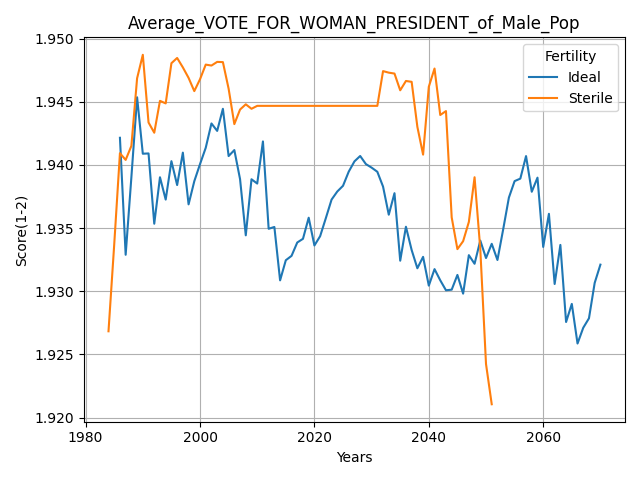 Average_VOTE_FOR_WOMAN_PRESIDENT_of_Male_Pop
Fertility
Ideal
Sterile
Score(1-2)
1.950
1.945
1.940
1.935
1.930
1.925
1.920
1980
2000
2020
2040
2060
Years